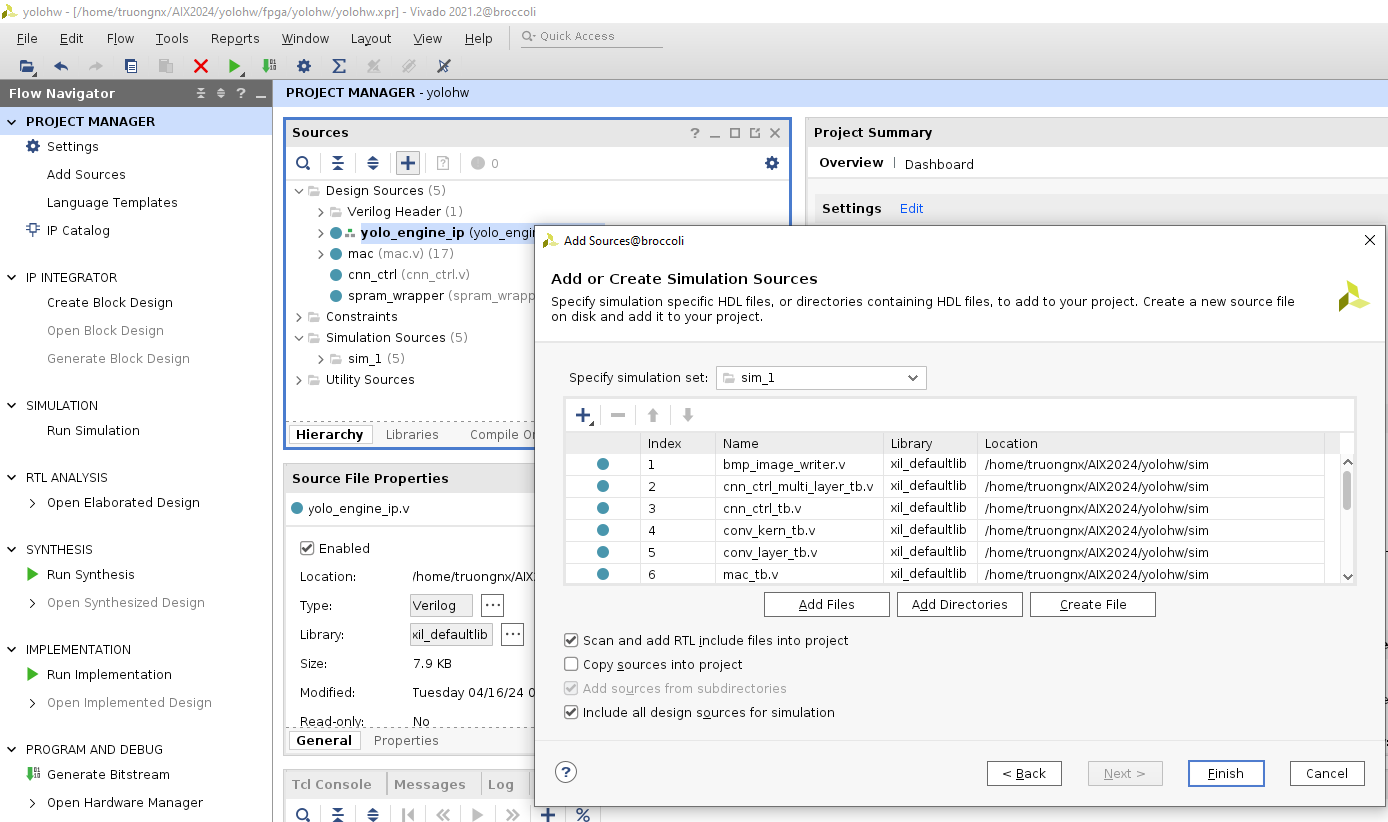 yolohw - [/home/truongnx/AIX2024/yolohw/fpga/yolohw/yolohw.xpr] - Vivado 2021.2@broccoli
File Edit Flow Tools Reports Window Layout View Help Quick Access
Flow Navigator
PROJECT MANAGER
Settings
Add Sources
Language Templates
IP Catalog
IP INTEGRATOR
Create Block Design
Open Block Design
Generate Block Design
SIMULATION
Run Simulation
RTL ANALYSIS
Open Elaborated Design
SYNTHESIS
Run Synthesis
Open Synthesized Design
IMPLEMENTATION
Run Implementation
Open Implemented Design
PROGRAM AND DEBUG
Generate Bitstream
Open Hardware Manager
PROJECT MANAGER - yolohw
Sources
0
Design Sources (5)
Verilog Header (1)
yolo_engine_ip (yolo_engi
mac (mac.v) (17)
cnn_ctrl (cnn_ctrl.v)
spram_wrapper (spram_wrapp
Constraints
Simulation Sources (5)
sim_1 (5)
Utility Sources
Hierarchy Libraries Compile Or
Source File Properties
yolo_engine_ip.v
Enabled
Location: /home/truongnx/AIX
Type: Verilog ...
Library: xil_defaultlib ...
Size: 7.9 KB
Modified: Tuesday 04/16/24 0
Read-only: No
General Properties
Tcl Console Messages Log
Project Summary
Overview | Dashboard
Settings Edit
Add Sources@broccoli
Add or Create Simulation Sources
Specify simulation specific HDL files, or directories containing HDL files, to add to your project. Create a new source file
on disk and add it to your project.
Specify simulation set: sim_1
Index Name Library Location
1 bmp_image_writer.v xil_defaultlib /home/truongnx/AIX2024/yolohw/sim
2 cnn_ctrl_multi_layer_tb.v xil_defaultlib /home/truongnx/AIX2024/yolohw/sim
3 cnn_ctrl_tb.v xil_defaultlib /home/truongnx/AIX2024/yolohw/sim
4 conv_kern_tb.v xil_defaultlib /home/truongnx/AIX2024/yolohw/sim
5 conv_layer_tb.v xil_defaultlib /home/truongnx/AIX2024/yolohw/sim
6 mac_tb.v xil_defaultlib /home/truongnx/AIX2024/yolohw/sim
Add Files Add Directories Create File
Scan and add RTL include files into project
Copy sources into project
Add sources from subdirectories
Include all design sources for simulation
? < Back Next > Finish Cancel